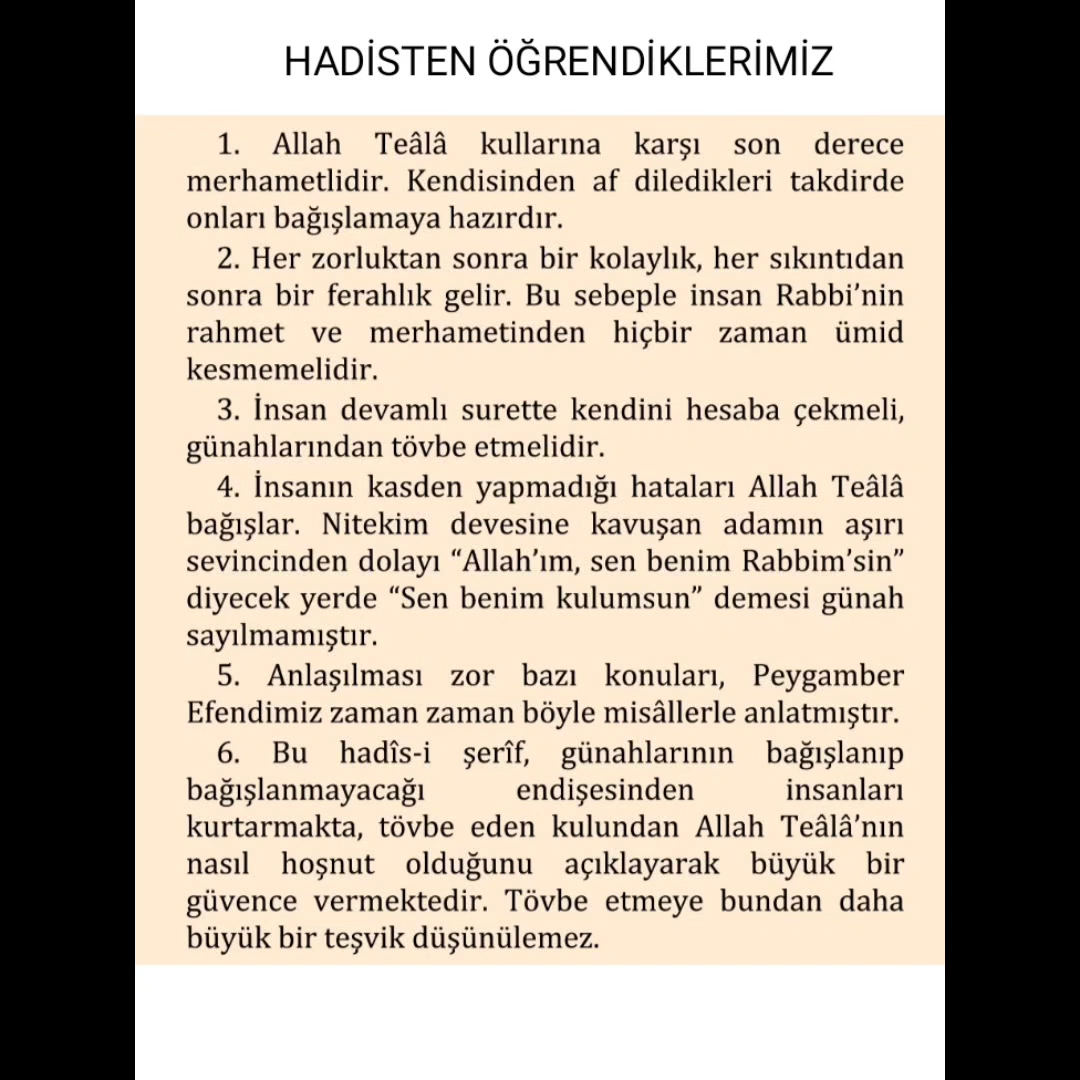 HADİSTEN ÖĞRENDİKLERİMİZ
1. Allah Teâlâ kullarına karşı son derece
merhametlidir. Kendisinden af diledikleri takdirde
onları bağışlamaya hazırdır.
2. Her zorluktan sonra bir kolaylık, her sıkıntıdan
sonra bir ferahlık gelir. Bu sebeple insan Rabbi’nin
rahmet ve merhametinden hiçbir zaman ümid
kesmemelidir.
3. İnsan devamlı surette kendini hesaba çekmeli,
günahlarından tövbe etmelidir.
4. İnsanın kasden yapmadığı hataları Allah Teâlâ
bağışlar. Nitekim devesine kavuşan adamın aşırı
sevincinden dolayı “Allah’ım, sen benim Rabbim’sin”
diyecek yerde “Sen benim kulumsun” demesi günah
sayılmamıştır.
5. Anlaşılması zor bazı konuları, Peygamber
Efendimiz zaman zaman böyle misâllerle anlatmıştır.
6. Bu hadîs-i şerîf, günahlarının bağışlanıp
bağışlanmayacağı endişesinden insanları
kurtarmakta, tövbe eden kulundan Allah Teâlâ’nın
nasıl hoşnut olduğunu açıklayarak büyük bir
güvence vermektedir. Tövbe etmeye bundan daha
büyük bir teşvik düşünülemez.